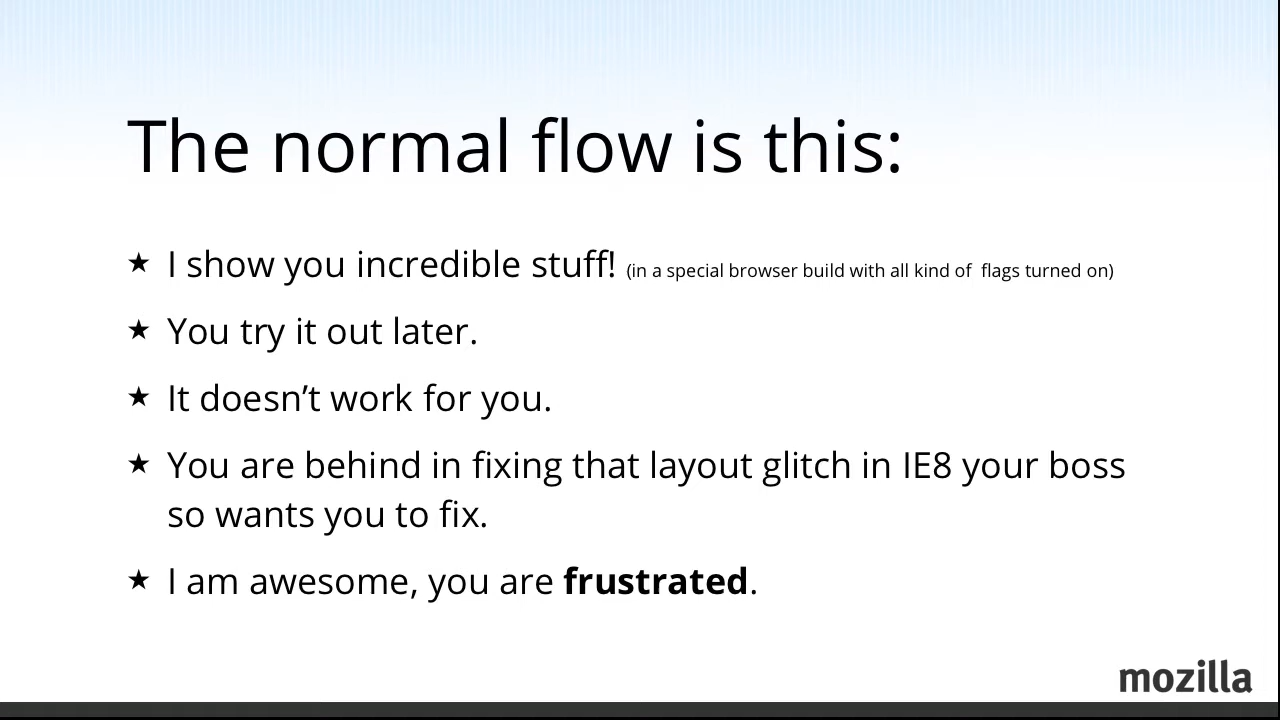 The normal flow is this:
★ I show you incredible stuff! (in a special browser build with all kind of flags turned on)
★ You try it out later.
★ It doesn’t work for you.
★ You are behind in fixing that layout glitch in IE8 your boss
so wants you to fix.
★ I am awesome, you are frustrated.
mozilla